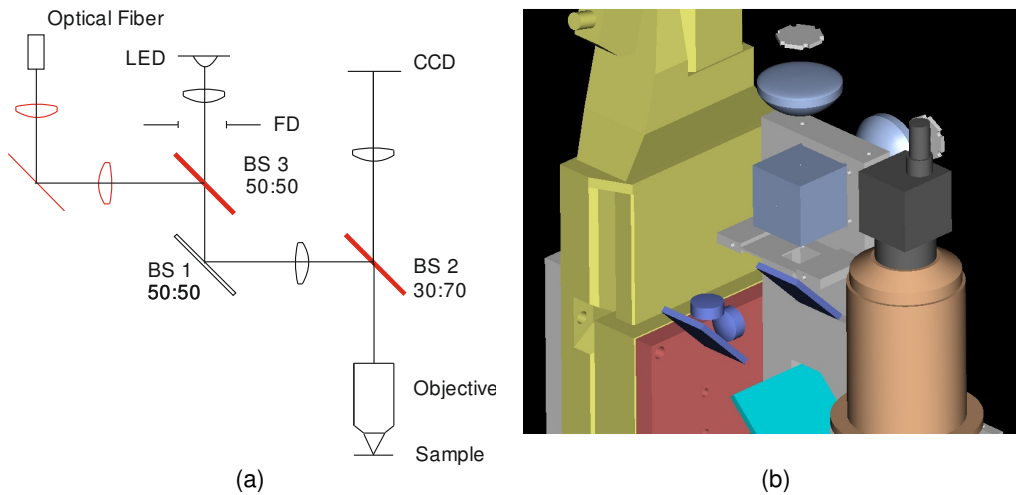 Optical Fiber
LED
CCD
FD
BS 3
50:50
BS 1
50:50
BS 2
30:70
Objective
Sample
(a)
(b)